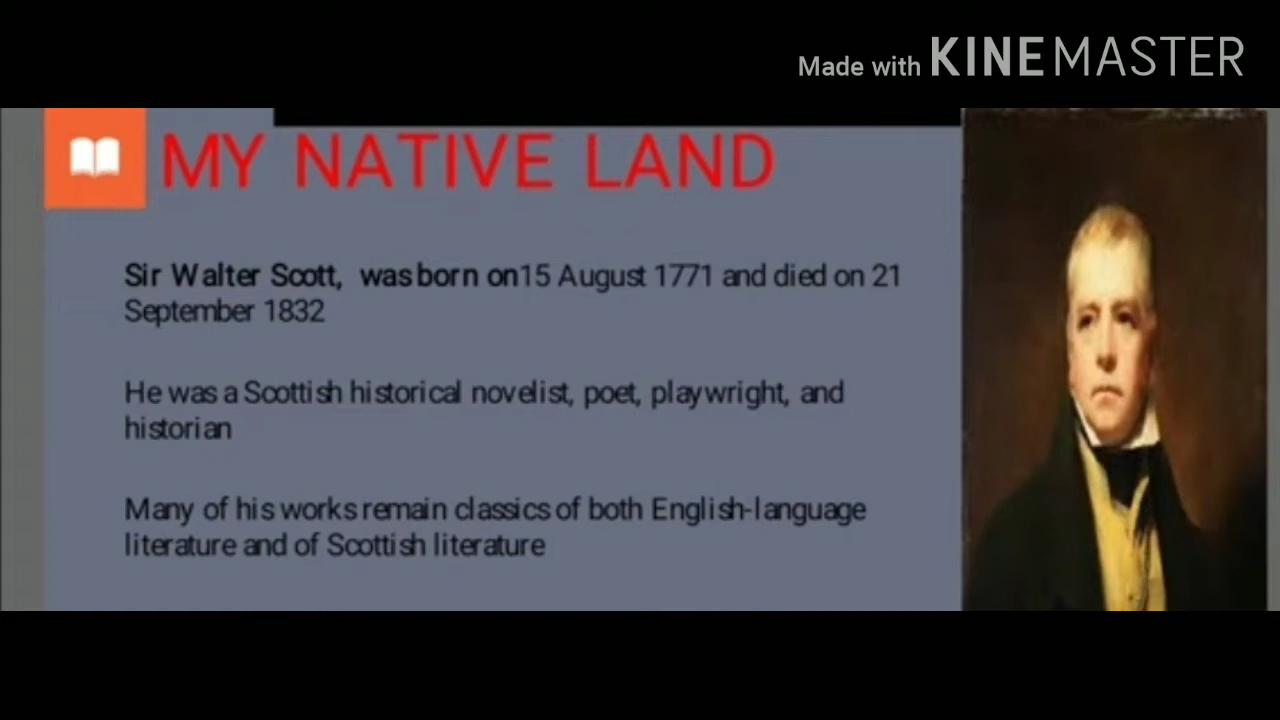 Made with KINEMASTER
MY NATIVE LAND
Sir Walter Scott, was born on15 August 1771 and died on 21
September 1832
He was a Scottish historical novelist, poet, playwright, and
historian
Many of his works remain classics of both English-language
literature and of Scottish literature